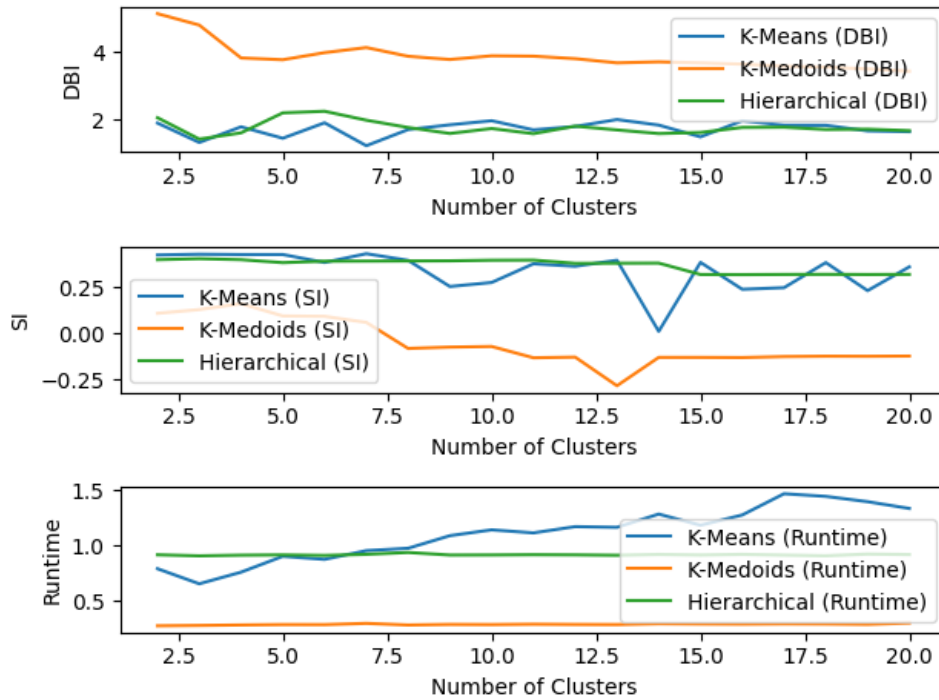 DBI
4
2
K-Means (DBI)
K-Medoids (DBI)
Hierarchical (DBI)
2.5 5.0 7.5 10.0 12.5 15.0 17.5 20.0
Number of Clusters
SI
0.25
0.00
−0.25
K-Means (SI)
K-Medoids (SI)
Hierarchical (SI)
2.5 5.0 7.5 10.0 12.5 15.0 17.5 20.0
Number of Clusters
Runtime
1.5
1.0
0.5
K-Means (Runtime)
K-Medoids (Runtime)
Hierarchical (Runtime)
2.5 5.0 7.5 10.0 12.5 15.0 17.5 20.0
Number of Clusters